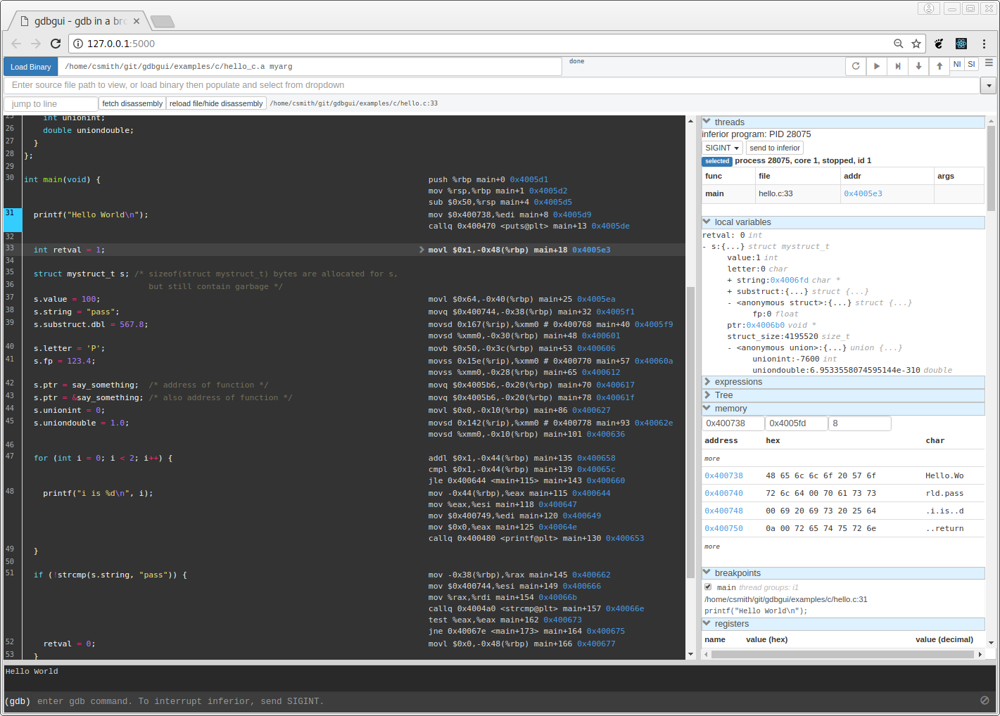 gdbgui - gdb in a bro
127.0.0.1:5000
Load Binary /home/csmith/git/gdbgui/examples/c/hello_c.a myarg done NI SI
Enter source file path to view, or load binary then populate and select from dropdown
jump to line fetch disassembly reload file/hide disassembly /home/csmith/git/gdbgui/examples/c/hello.c:33
25 int unionint;
26 double uniondouble;
27 }
28 };
29
30 int main(void) { push %rbp main+0 0x4005d1
mov %rsp,%rbp main+1 0x4005d2
sub $0x50,%rsp main+4 0x4005d5
31 printf("Hello World\n"); mov $0x400738,%edi main+8 0x4005d9
callq 0x400470 <puts@plt> main+13 0x4005de
32
33 int retval = 1; movl $0x1,-0x48(%rbp) main+18 0x4005e3
34
35 struct mystruct_t s; /* sizeof(struct mystruct_t) bytes are allocated for s,
36 but still contain garbage */
37 s.value = 100; movl $0x64,-0x40(%rbp) main+25 0x4005ea
38 s.string = "pass"; movq $0x400744,-0x38(%rbp) main+32 0x4005f1
39 s.substruct.dbl = 567.8; movsd 0x167(%rip),%xmm0 # 0x400768 main+40 0x4005f9
movsd %xmm0,-0x30(%rbp) main+48 0x400601
40 s.letter = 'P'; movb $0x50,-0x3c(%rbp) main+53 0x400606
41 s.fp = 123.4; movss 0x15e(%rip),%xmm0 # 0x400770 main+57 0x40060a
movss %xmm0,-0x28(%rbp) main+65 0x400612
42 s.ptr = say_something; /* address of function */ movq $0x4005b6,-0x20(%rbp) main+70 0x400617
43 s.ptr = &say_something; /* also address of function */ movq $0x4005b6,-0x20(%rbp) main+78 0x40061f
44 s.unionint = 0; movl $0x0,-0x10(%rbp) main+86 0x400627
45 s.uniondouble = 1.0; movsd 0x142(%rip),%xmm0 # 0x400778 main+93 0x40062e
movsd %xmm0,-0x10(%rbp) main+101 0x400636
46
47 for (int i = 0; i < 2; i++) { addl $0x1,-0x44(%rbp) main+135 0x400658
cmpl $0x1,-0x44(%rbp) main+139 0x40065c
jle 0x400644 <main+115> main+143 0x400660
48 printf("i is %d\n", i); mov -0x44(%rbp),%eax main+115 0x400644
mov %eax,%esi main+118 0x400647
mov $0x400749,%edi main+120 0x400649
mov $0x0,%eax main+125 0x40064e
callq 0x400480 <printf@plt> main+130 0x400653
49 }
50
51 if (!strcmp(s.string, "pass")) { mov -0x38(%rbp),%rax main+145 0x400662
mov $0x400744,%esi main+149 0x400666
mov %rax,%rdi main+154 0x40066b
callq 0x4004a0 <strcmp@plt> main+157 0x40066e
test %eax,%eax main+162 0x400673
jne 0x40067e <main+173> main+164 0x400675
52 retval = 0; movl $0x0,-0x48(%rbp) main+166 0x400677
53 }
threads
inferior program: PID 28075
SIGINT send to inferior
selected process 28075, core 1, stopped, id 1
func file addr args
main hello.c:33 0x4005e3
local variables
retval: 0 int
- s:{...} struct mystruct_t
value:1 int
letter:0 char
+ string:0x4006fd char *
+ substruct:{...} struct {...}
- <anonymous struct>:{...} struct {...}
fp:0 float
ptr:0x4006b0 void *
struct_size:4195520 size_t
- <anonymous union>:{...} union {...}
unionint:-7600 int
uniondouble:6.9533558074595144e-310 double
expressions
Tree
memory
0x400738 0x4005fd 8
address hex char
more
0x400738 48 65 6c 6c 6f 20 57 6f Hello.Wo
0x400740 72 6c 64 00 70 61 73 73 rld.pass
0x400748 00 69 20 69 73 20 25 64 .i.is..d
0x400750 0a 00 72 65 74 75 72 6e ..return
more
breakpoints
main thread groups: i1
/home/csmith/git/gdbgui/examples/c/hello.c:31
printf("Hello World\n");
registers
name value (hex) value (decimal)
Hello World
(gdb) enter gdb command. To interrupt inferior, send SIGINT.